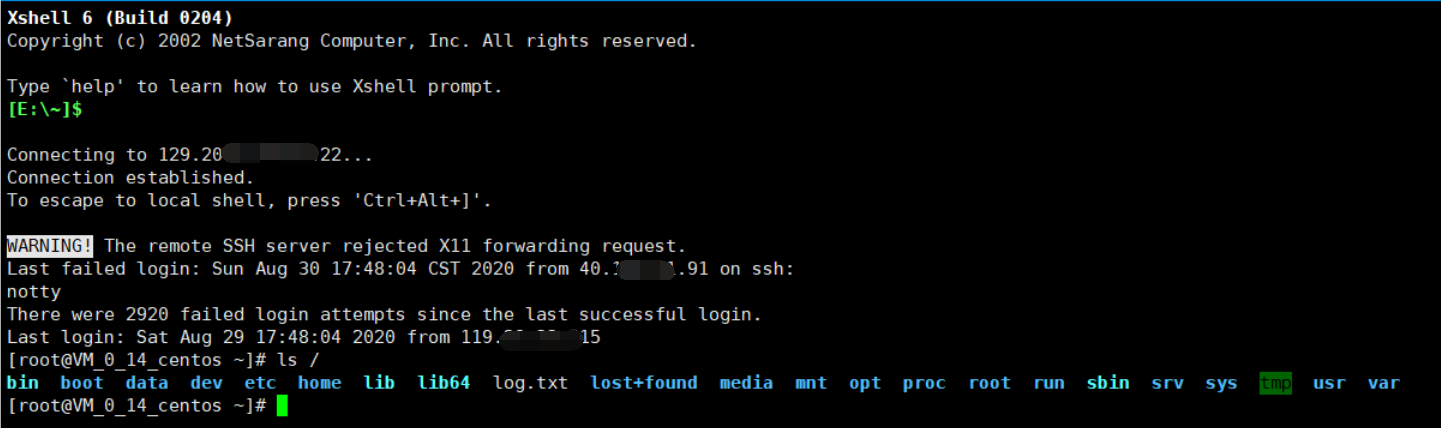 Xshell 6 (Build 0204)
Copyright (c) 2002 NetSarang Computer, Inc. All rights reserved.
Type `help' to learn how to use Xshell prompt.
[E:\~]$
Connecting to 129.20 22...
Connection established.
To escape to local shell, press 'Ctrl+Alt+]'.
WARNING! The remote SSH server rejected X11 forwarding request.
Last failed login: Sun Aug 30 17:48:04 CST 2020 from 40. .91 on ssh:
notty
There were 2920 failed login attempts since the last successful login.
Last login: Sat Aug 29 17:48:04 2020 from 119. 15
[root@VM_0_14_centos ~]# ls /
bin boot data dev etc home lib lib64 log.txt lost+found media mnt opt proc root run sbin srv sys tmp usr var
[root@VM_0_14_centos ~]#